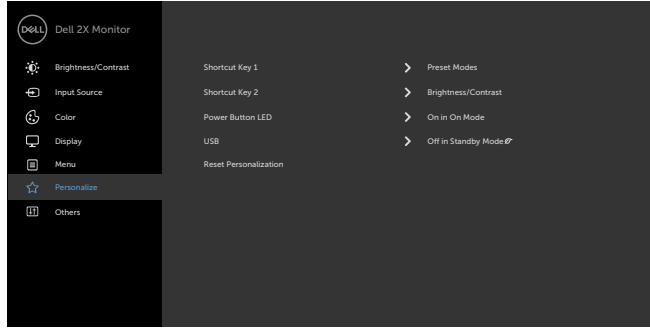 DELL Dell 2X Monitor
Brightness/Contrast Shortcut Key 1 Preset Modes
Input Source Shortcut Key 2 Brightness/Contrast
Color Power Button LED On in On Mode
Display USB Off in Standby Mode
Menu Reset Personalization
Personalize
Others